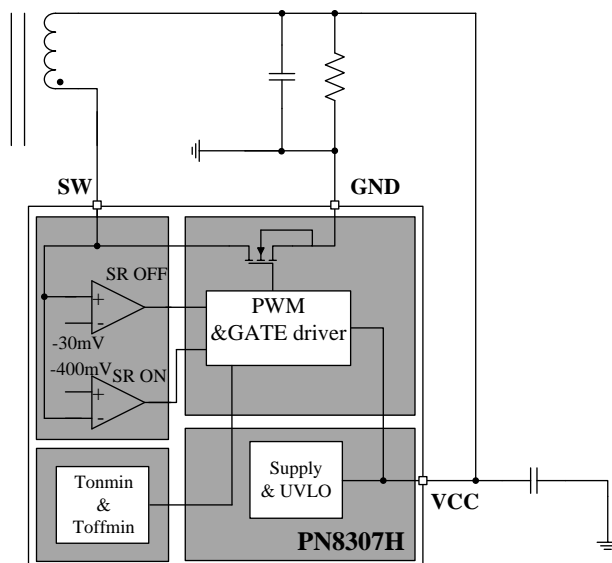 SW
GND
SR OFF
+
-
-30mV
PWM
&GATE driver
-400mV
SR ON
+
-
Tonmin
&
Toffmin
Supply
& UVLO
VCC
PN8307H